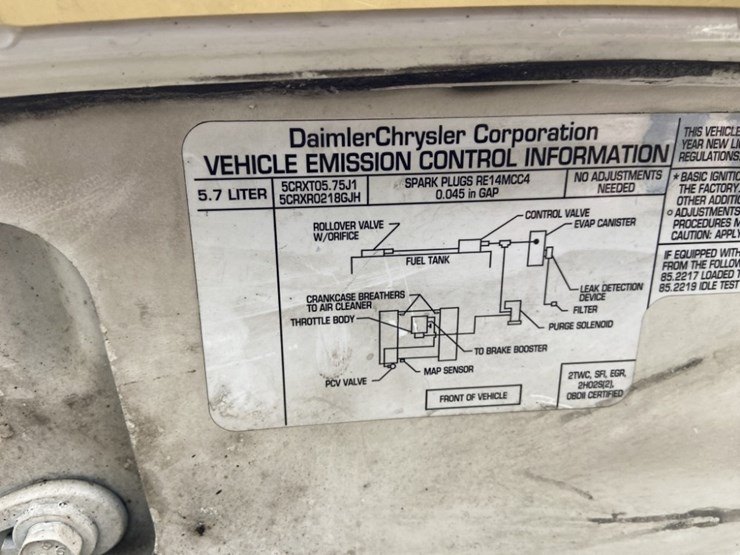 DaimlerChrysler Corporation
VEHICLE EMISSION CONTROL INFORMATION
5.7 LITER
5CRXT05.75J1
5CRXR0218GJH
SPARK PLUGS RE14MCC4
0.045 in GAP
NO ADJUSTMENTS
NEEDED
ROLLOVER VALVE
W/ORIFICE
CONTROL VALVE
EVAP CANISTER
FUEL TANK
LEAK DETECTION
DEVICE
FILTER
CRANKCASE BREATHERS
TO AIR CLEANER
THROTTLE BODY
PURGE SOLENOID
TO BRAKE BOOSTER
MAP SENSOR
PCV VALVE
FRONT OF VEHICLE
2TWC, SFI, EGR,
2HO2S(2),
OBDII CERTIFIED
THIS VEHICLE
YEAR NEW
REGULATIONS
* BASIC IGNITIO
THE FACTORY
OTHER ADDITI
o ADJUSTMENTS
PROCEDURES
CAUTION: APPLY
IF EQUIPPED WITH
FROM THE FOLLOW
85.2217 LOADED
85.2219 IDLE TEST